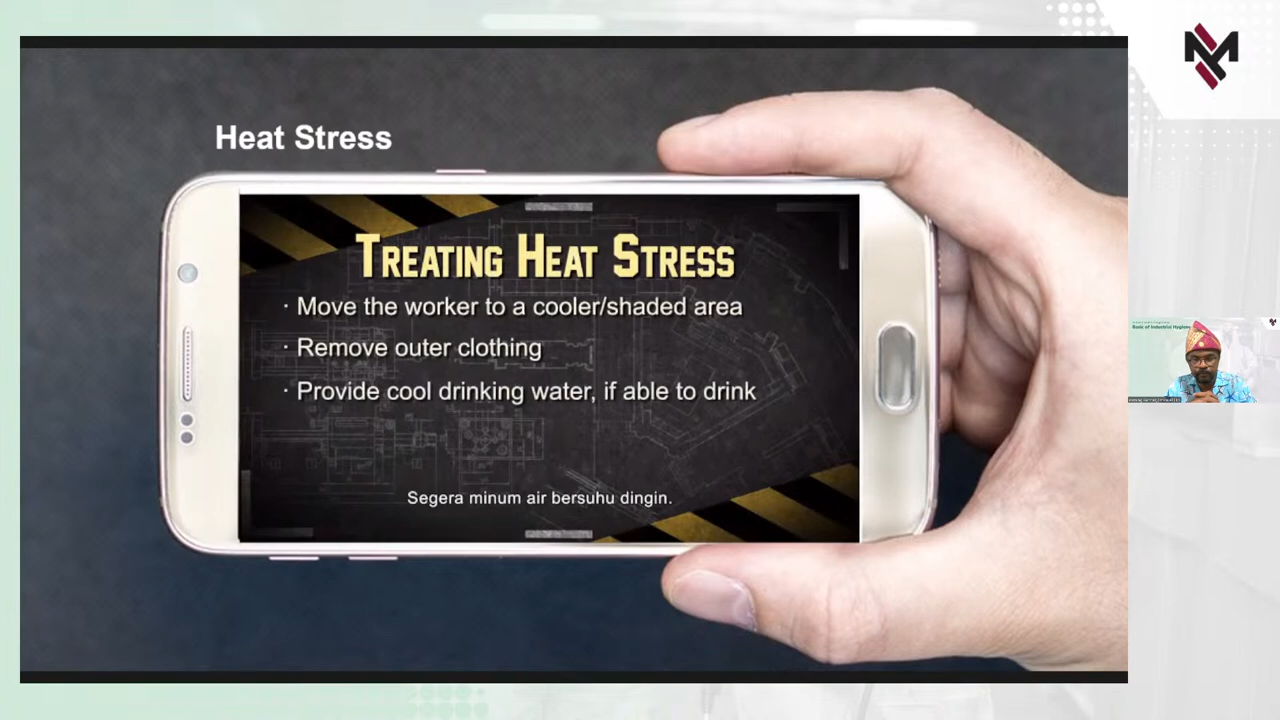 Heat Stress
TREATING HEAT STRESS
· Move the worker to a cooler/shaded area
· Remove outer clothing
· Provide cool drinking water, if able to drink
Segera minum air bersuhu dingin.
Basic of Industrial Hygiene